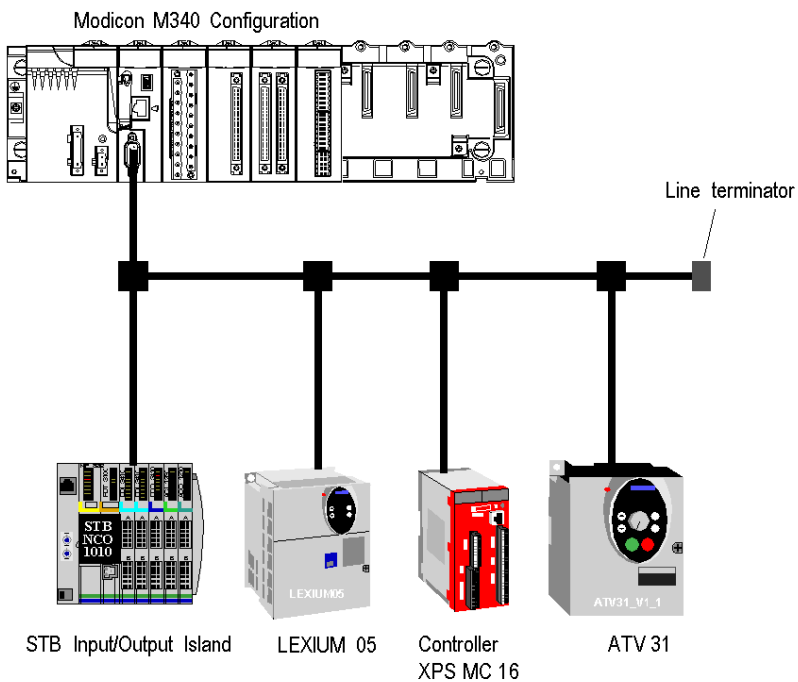 Modicon M340 Configuration
Line terminator
STB
NCO
1010
LEXIUM05
ATV31_V1_1
STB Input/Output Island
LEXIUM 05
Controller
XPS MC 16
ATV 31